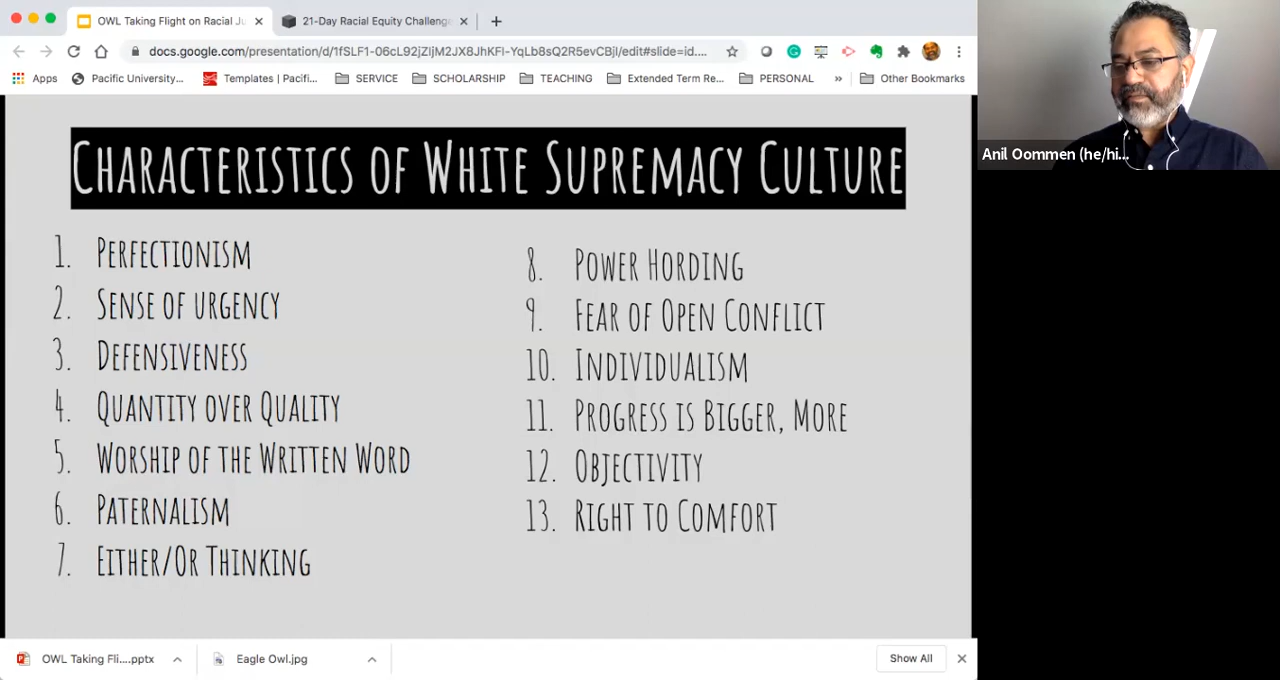 OWL Taking Flight on Racial Ju
21-Day Racial Equity Challenge
docs.google.com/presentation/d/1fSLF1-06cL92jZIjM2JX8JhKFl-YqLb8sQ2R5evCBjI/edit#slide=id....
Apps Pacific University... Templates | Pacifi... SERVICE SCHOLARSHIP TEACHING Extended Term Re... PERSONAL » Other Bookmarks
Anil Oommen (he/hi...
CHARACTERISTICS OF WHITE SUPREMACY CULTURE
1. PERFECTIONISM
2. SENSE OF URGENCY
3. DEFENSIVENESS
4. QUANTITY OVER QUALITY
5. WORSHIP OF THE WRITTEN WORD
6. PATERNALISM
7. EITHER/OR THINKING
8. POWER HORDING
9. FEAR OF OPEN CONFLICT
10. INDIVIDUALISM
11. PROGRESS IS BIGGER, MORE
12. OBJECTIVITY
13. RIGHT TO COMFORT
OWL Taking Fli....pptx
Eagle Owl.jpg
Show All